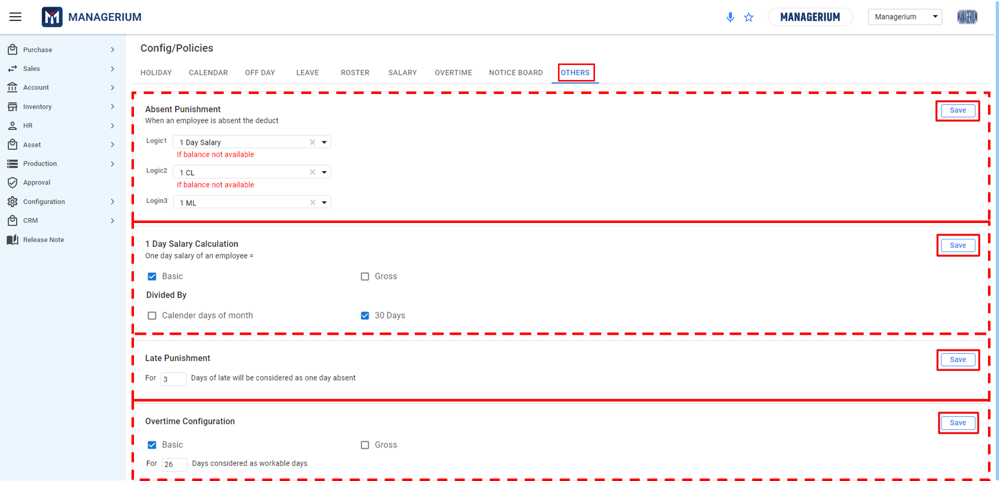 MANAGERIUM
MANAGERIUM
Managerium
MANAGERIUM
Purchase
Sales
Account
Inventory
HR
Asset
Production
Approval
Configuration
CRM
Release Note
Config/Policies
HOLIDAY CALENDAR OFF DAY LEAVE ROSTER SALARY OVERTIME NOTICE BOARD OTHERS
Absent Punishment
Save
When an employee is absent the deduct
Logic1 1 Day Salary
If balance not available
Logic2 1 CL
If balance not available
Login3 1 ML
1 Day Salary Calculation
Save
One day salary of an employee =
Basic Gross
Divided By
Calender days of month 30 Days
Late Punishment
Save
For 3 Days of late will be considered as one day absent
Overtime Configuration
Save
Basic Gross
For 26 Days considered as workable days